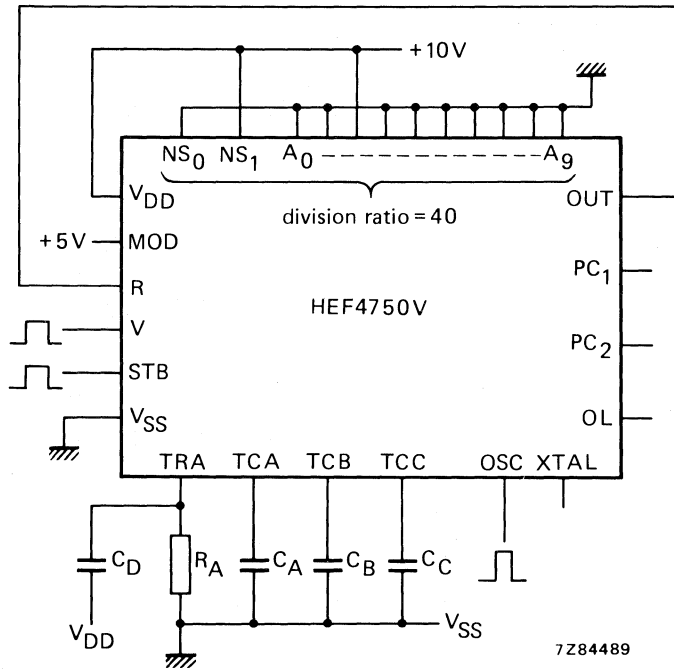 +10V
NS0 NS1 A0 A9
VDD
division ratio = 40
OUT
+5V MOD
R
PC1
HEF4750V
V
PC2
STB
VSS
OL
TRA TCA TCB TCC OSC XTAL
CD RA CA CB CC
VDD
VSS
7Z84489